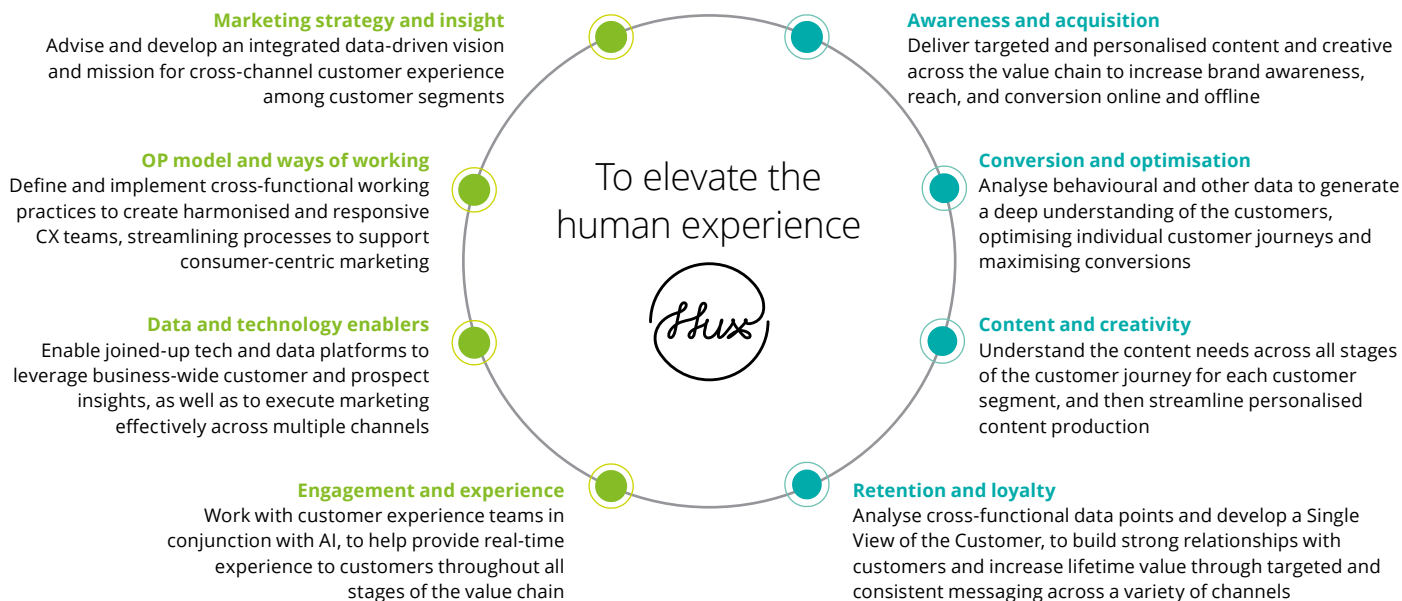 Marketing strategy and insight
Advise and develop an integrated data-driven vision
and mission for cross-channel customer experience
among customer segments
OP model and ways of working
Define and implement cross-functional working
practices to create harmonised and responsive
CX teams, streamlining processes to support
consumer-centric marketing
Data and technology enablers
Enable joined-up tech and data platforms to
leverage business-wide customer and prospect
insights, as well as to execute marketing
effectively across multiple channels
Engagement and experience
Work with customer experience teams in
conjunction with AI, to help provide real-time
experience to customers throughout all
stages of the value chain
To elevate the
human experience
Hux
Awareness and acquisition
Deliver targeted and personalised content and creative
across the value chain to increase brand awareness,
reach, and conversion online and offline
Conversion and optimisation
Analyse behavioural and other data to generate
a deep understanding of the customers,
optimising individual customer journeys and
maximising conversions
Content and creativity
Understand the content needs across all stages
of the customer journey for each customer
segment, and then streamline personalised
content production
Retention and loyalty
Analyse cross-functional data points and develop a Single
View of the Customer, to build strong relationships with
customers and increase lifetime value through targeted and
consistent messaging across a variety of channels